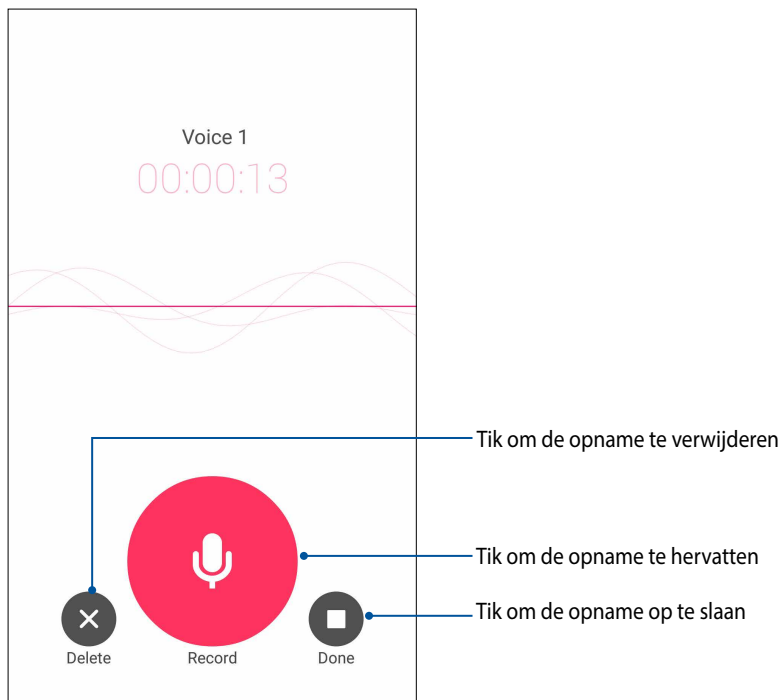 Voice 1
00:00:13
Tik om de opname te verwijderen
Tik om de opname te hervatten
Tik om de opname op te slaan
Delete
Record
Done